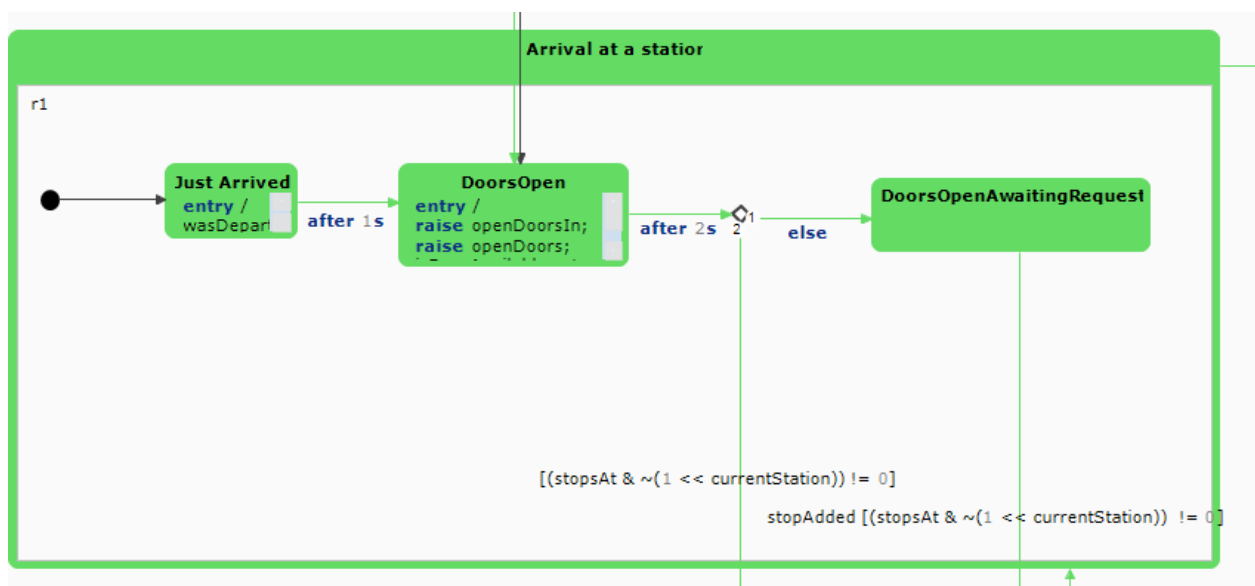 Arrival at a station
r1
Just Arrived
entry /
wasDepart
after 1s
DoorsOpen
entry /
raise openDoorsIn;
raise openDoors;
after 2s
1
2
else
DoorsOpenAwaitingRequest
[(stopsAt & ~(1 << currentStation)) != 0]
stopAdded [(stopsAt & ~(1 << currentStation)) != 0]